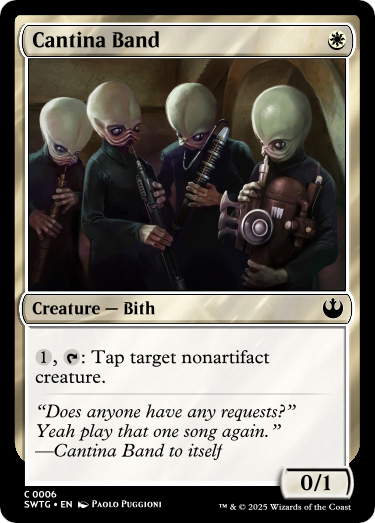 Cantina Band
Creature — Bith
1, : Tap target nonartifact
creature.
“Does anyone have any requests?”
Yeah play that one song again.”
—Cantina Band to itself
0/1
C 0006
SWTG • EN Paolo Puggioni
™ & © 2025 Wizards of the Coast